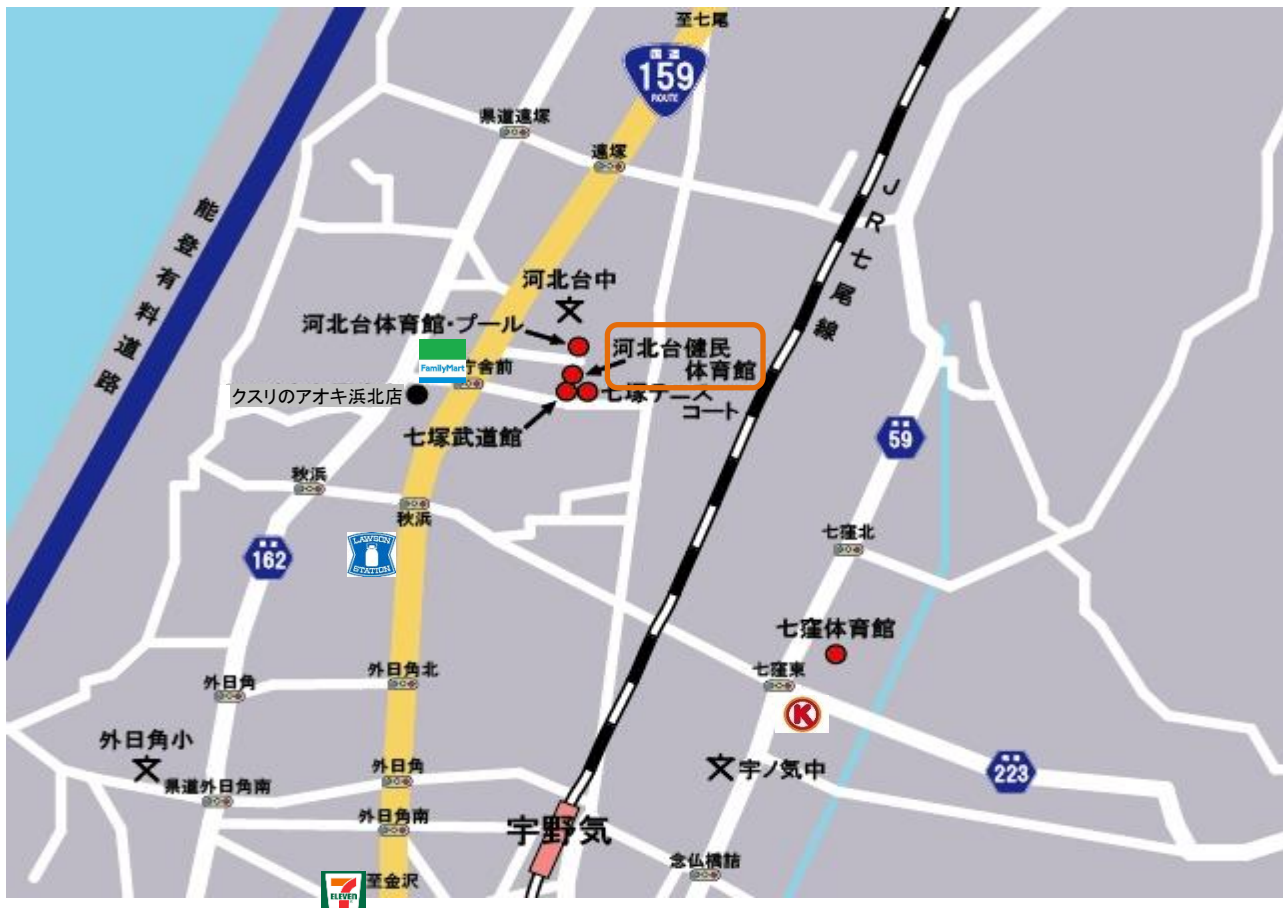 至七尾
国道
159
ROUTE
県道遠塚
遠塚
JR七尾線
能登有料道路
河北台中
河北台体育館・プール
河北台健民
体育館
FamilyMart
庁舎前
クスリのアオキ浜北店
七塚テニス
コート
七塚武道館
59
秋浜
秋浜
LAWSON
STATION
162
七窪北
七窪体育館
七窪東
K
外日角北
外日角
外日角小
宇ノ気中
223
県道外日角南
外日角
外日角南
宇野気
念仏橋詰
至金沢
7
ELEVEN